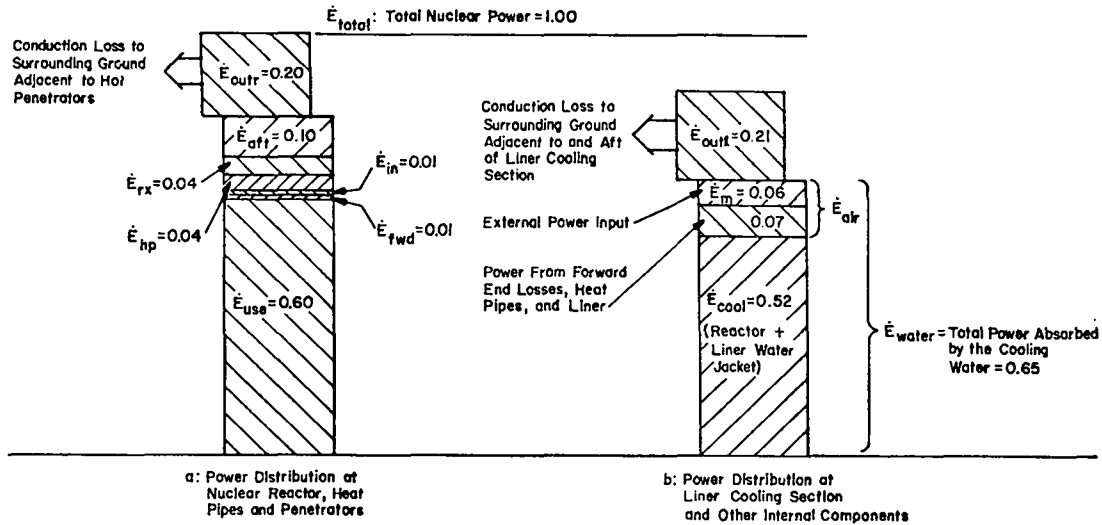 Ė_total: Total Nuclear Power = 1.00
Conduction Loss to
Surrounding Ground
Adjacent to Hot
Penetrators
Ė_outr = 0.20
Ė_aft = 0.10
Ė_rx = 0.04
Ė_in = 0.01
Ė_hp = 0.04
Ė_fwd = 0.01
Ė_use = 0.60
a: Power Distribution at
Nuclear Reactor, Heat
Pipes and Penetrators
Conduction Loss to
Surrounding Ground
Adjacent to and Aft
of Liner Cooling
Section
Ė_outl = 0.21
Ė_m = 0.06
Ė_air
External Power Input
0.07
Power From Forward
End Losses, Heat
Pipes, and Liner
Ė_cool = 0.52
(Reactor +
Liner Water
Jacket)
Ė_water = Total Power Absorbed
by the Cooling
Water = 0.65
b: Power Distribution at
Liner Cooling Section
and Other Internal Components